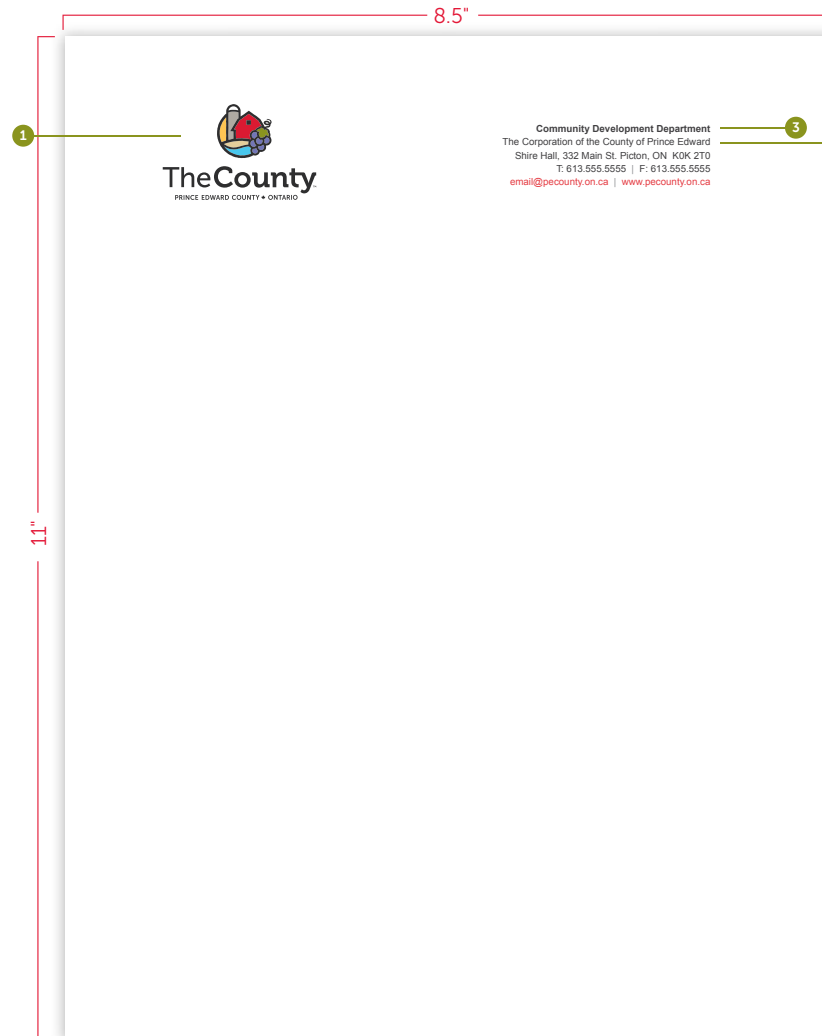 8.5"
1
TheCounty™
PRINCE EDWARD COUNTY ♦ ONTARIO
Community Development Department
3
The Corporation of the County of Prince Edward
Shire Hall, 332 Main St. Picton, ON  K0K 2T0
T: 613.555.5555 | F: 613.555.5555
email@pecounty.on.ca | www.pecounty.on.ca
11"